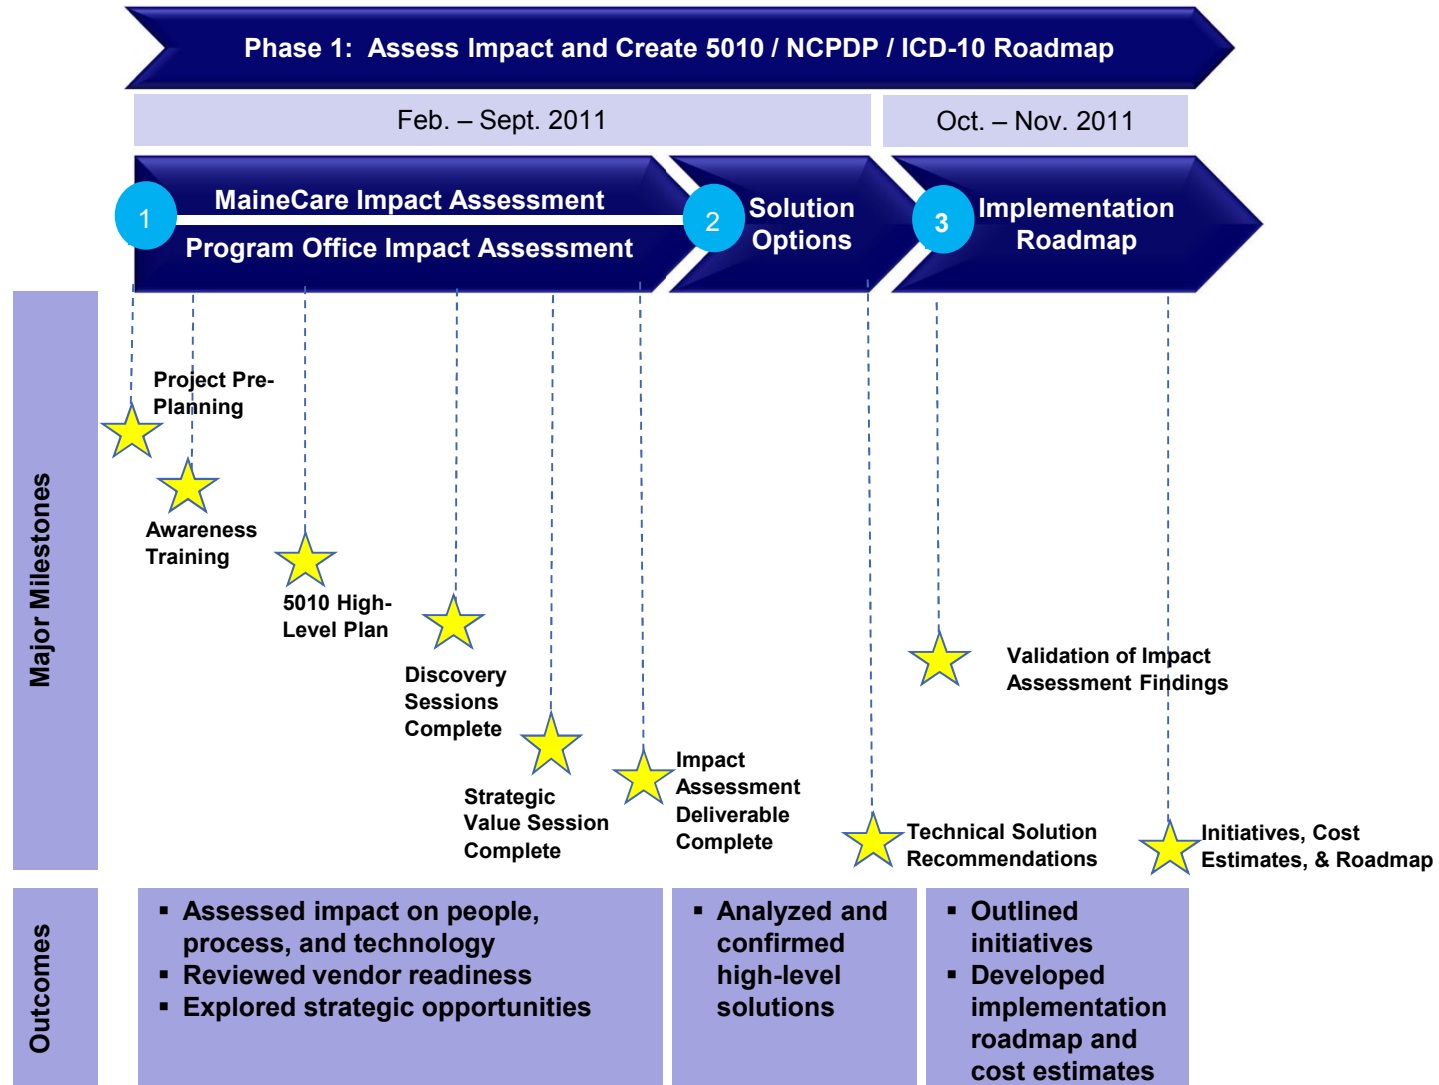 Phase 1: Assess Impact and Create 5010 / NCPDP / ICD-10 Roadmap
Feb. – Sept. 2011
Oct. – Nov. 2011
1
MaineCare Impact Assessment
Program Office Impact Assessment
2
Solution
Options
3
Implementation
Roadmap
Major Milestones
Project Pre-
Planning
Awareness
Training
5010 High-
Level Plan
Discovery
Sessions
Complete
Strategic
Value Session
Complete
Impact
Assessment
Deliverable
Complete
Technical Solution
Recommendations
Validation of Impact
Assessment Findings
Initiatives, Cost
Estimates, & Roadmap
Outcomes
▪ Assessed impact on people,
process, and technology
▪ Reviewed vendor readiness
▪ Explored strategic opportunities
▪ Analyzed and
confirmed
high-level
solutions
▪ Outlined
initiatives
▪ Developed
implementation
roadmap and
cost estimates